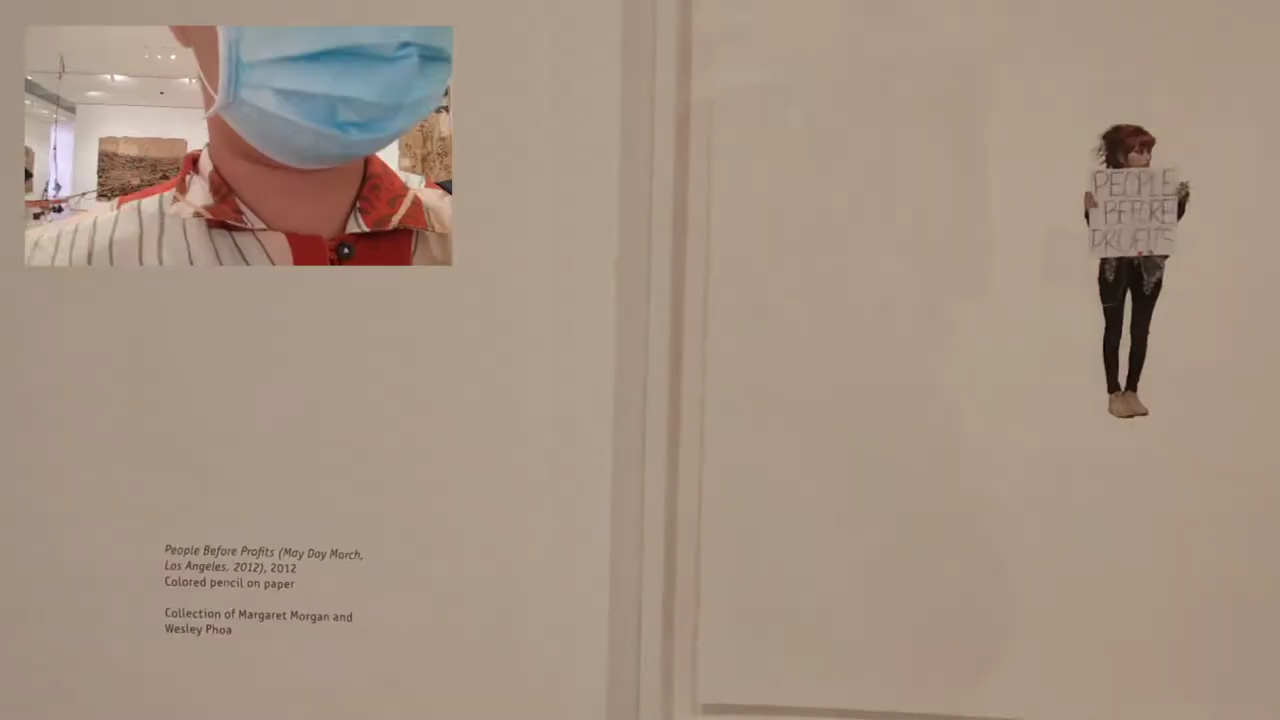 PEOPLE
BEFORE
PROFITS
People Before Profits (May Day March,
Los Angeles, 2012), 2012
Colored pencil on paper
Collection of Margaret Morgan and
Wesley Phoa